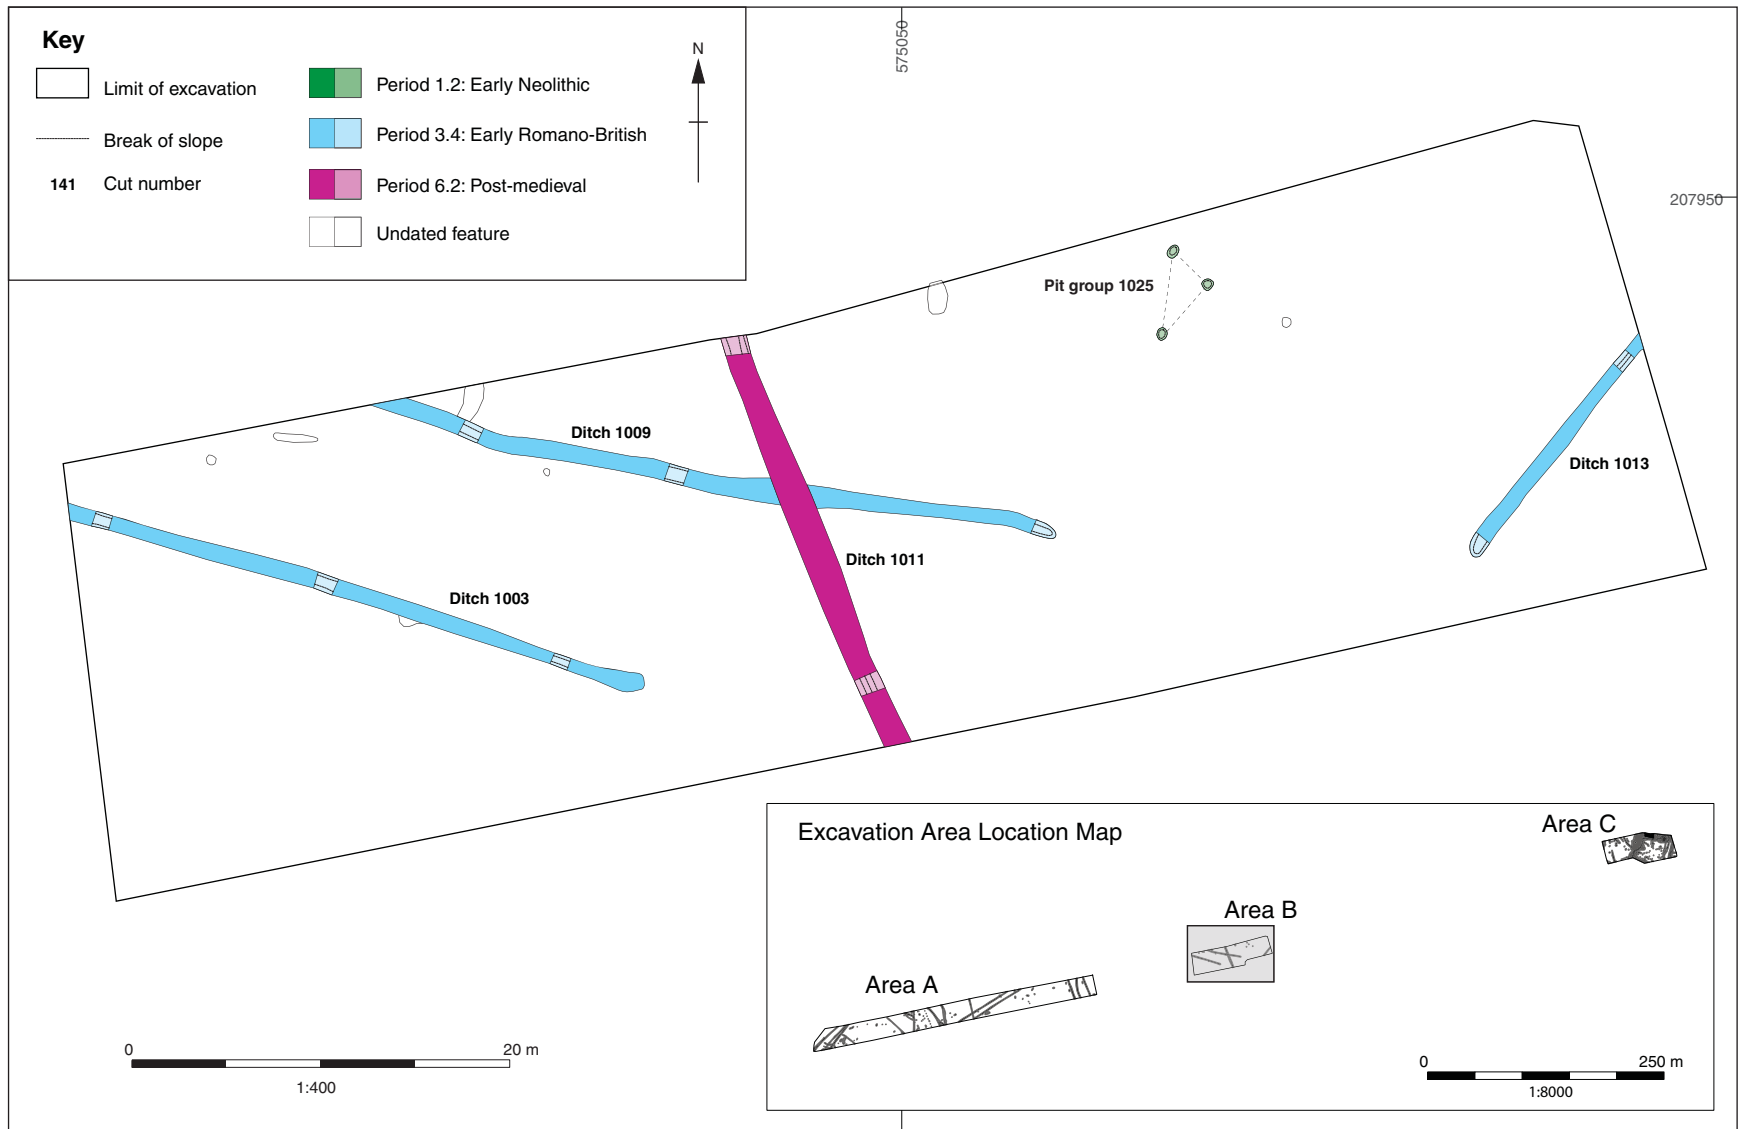 Key
Limit of excavation
Break of slope
141 Cut number
Period 1.2: Early Neolithic
Period 3.4: Early Romano-British
Period 6.2: Post-medieval
Undated feature
N
575050
207950
Pit group 1025
Ditch 1009
Ditch 1013
Ditch 1011
Ditch 1003
Excavation Area Location Map
Area C
Area B
Area A
0 20 m
1:400
0 250 m
1:8000